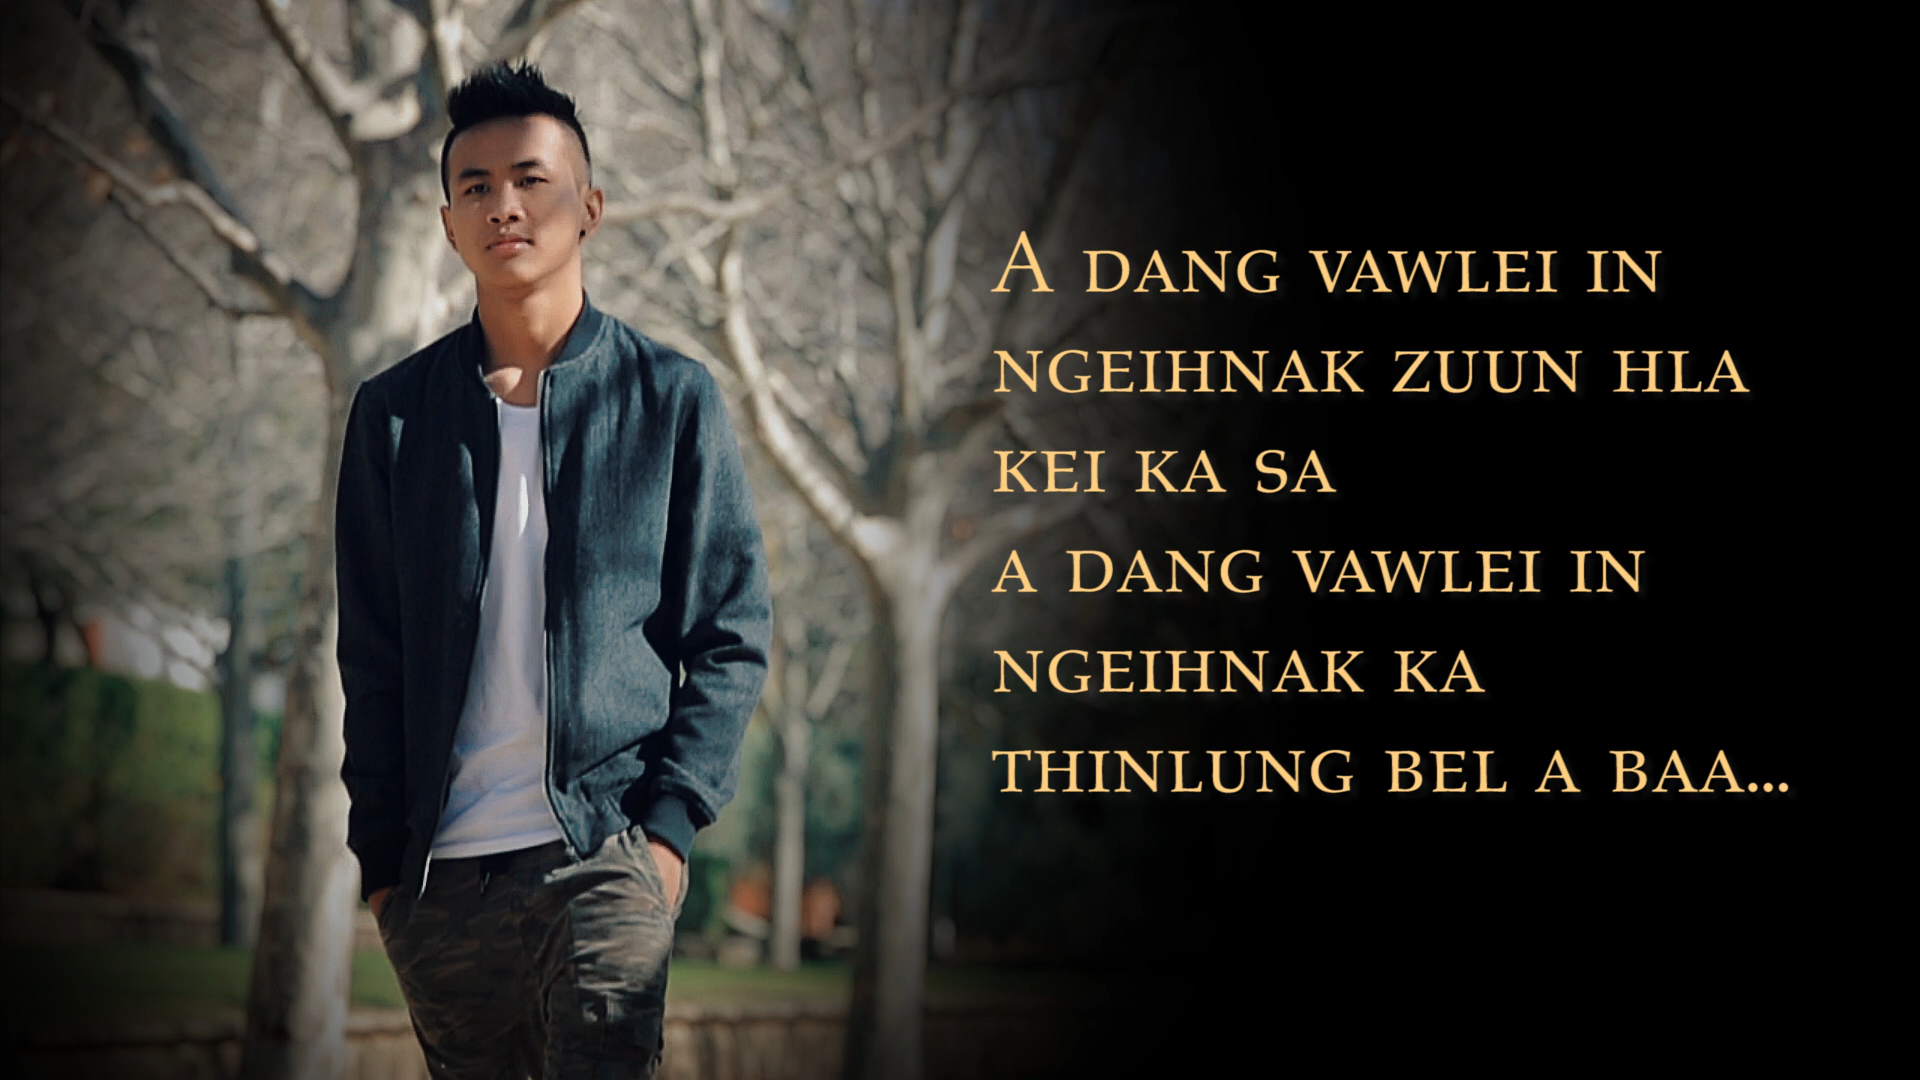 A DANG VAWLEI IN
NGEIHNAK ZUUN HLA
KEI KA SA
A DANG VAWLEI IN
NGEIHNAK KA
THINLUNG BEL A BAA...